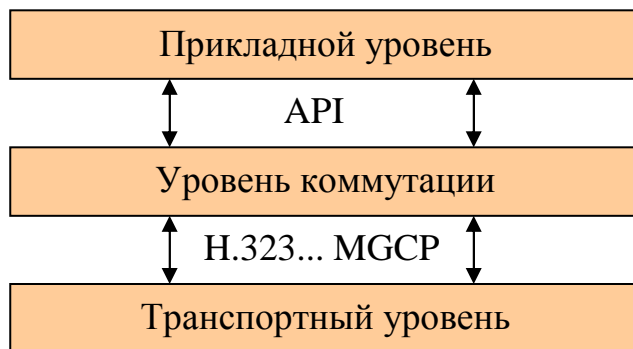 Прикладной уровень
API
Уровень коммутации
H.323... MGCP
Транспортный уровень